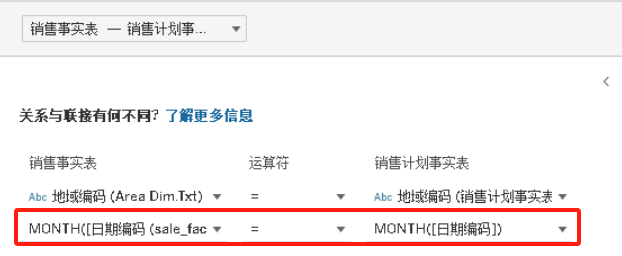 销售事实表 — 销售计划事...
关系与联接有何不同? 了解更多信息
销售事实表 运算符 销售计划事实表
Abc 地域编码 (Area Dim.Txt) = Abc 地域编码 (销售计划事实表
MONTH([日期编码 (sale_fac = MONTH([日期编码])